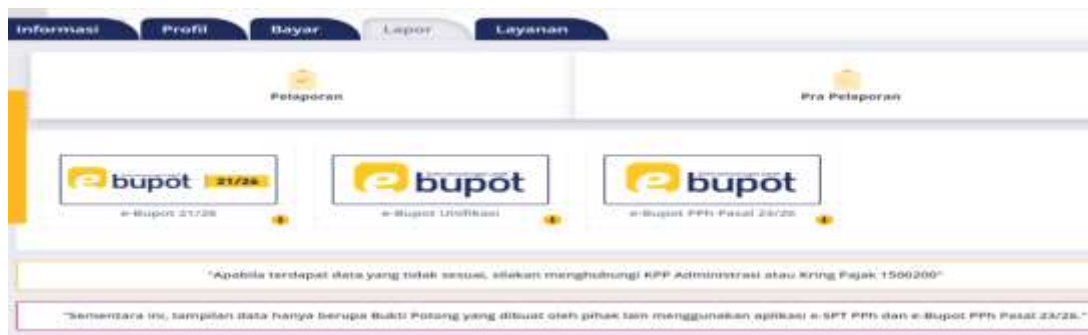 Informasi Profil Bayar Lapor Layanan
Pelaporan Pra Pelaporan
e bupot 21/26 e bupot e bupot
e-Bupot 21/26 e-Bupot Unifikasi e-Bupot PPh Pasal 23/26
"Apabila terdapat data yang tidak sesuai, silakan menghubungi KPP Administrasi atau Kring Pajak 1500200"
"Sementara ini, tampilan data hanya berupa Bukti Potong yang dibuat oleh pihak lain menggunakan aplikasi e-SPT PPh dan e-Bupot PPh Pasal 23/26."